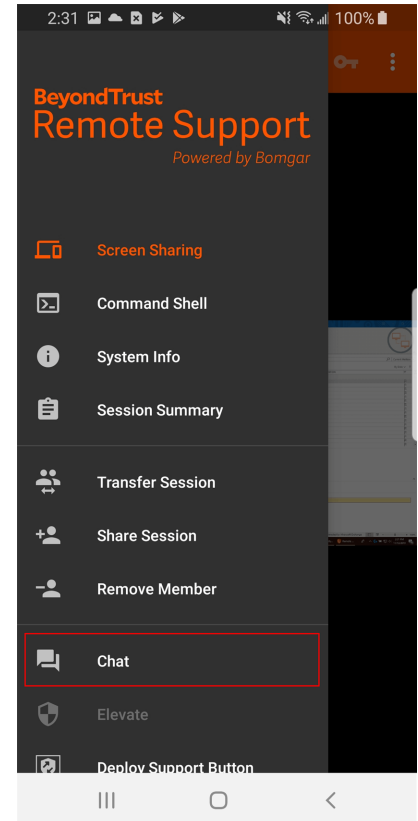 2:31
100%
BeyondTrust
Remote Support
Powered by Bomgar
Screen Sharing
Command Shell
System Info
Session Summary
Transfer Session
Share Session
Remove Member
Chat
Elevate
Deploy Support Button